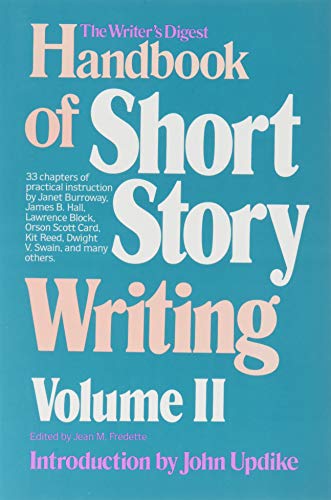 The Writer's Digest
Handbook
of Short
Story
33 chapters of
practical instruction
by Janet Burroway,
James B. Hall,
Lawrence Block,
Orson Scott Card,
Kit Reed, Dwight
V. Swain, and many
others.
Writing
Volume II
Edited by Jean M. Fredette
Introduction by John Updike